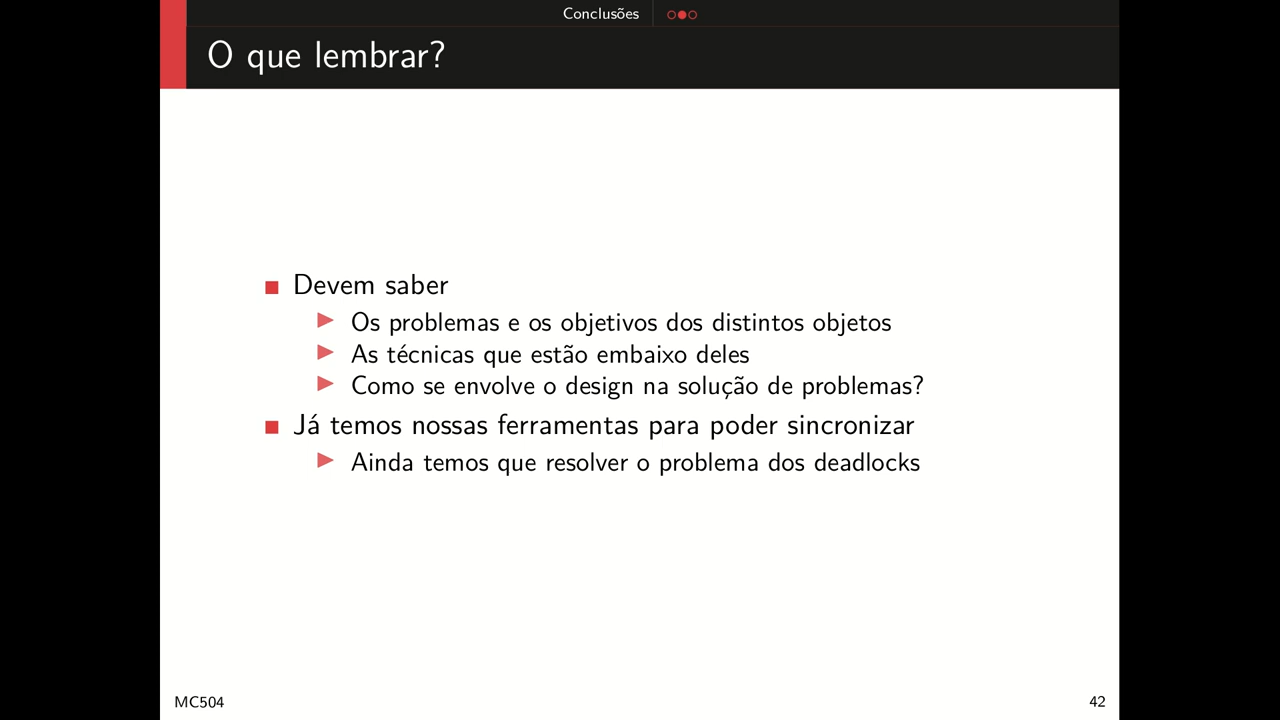 Conclusões
O que lembrar?
Devem saber
Os problemas e os objetivos dos distintos objetos
As técnicas que estão embaixo deles
Como se envolve o design na solução de problemas?
Já temos nossas ferramentas para poder sincronizar
Ainda temos que resolver o problema dos deadlocks
MC504
42